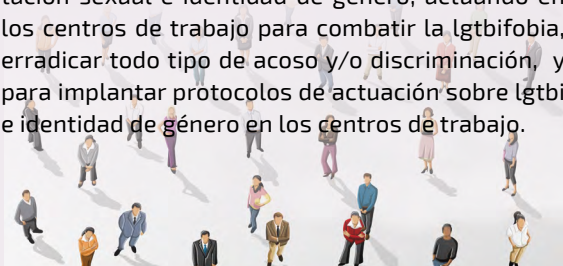 lación sexual e identidad de género, actuando en
los centros de trabajo para combatir la lgtbifobia,
erradicar todo tipo de acoso y/o discriminación, y
para implantar protocolos de actuación sobre lgtbi
e identidad de género en los centros de trabajo.